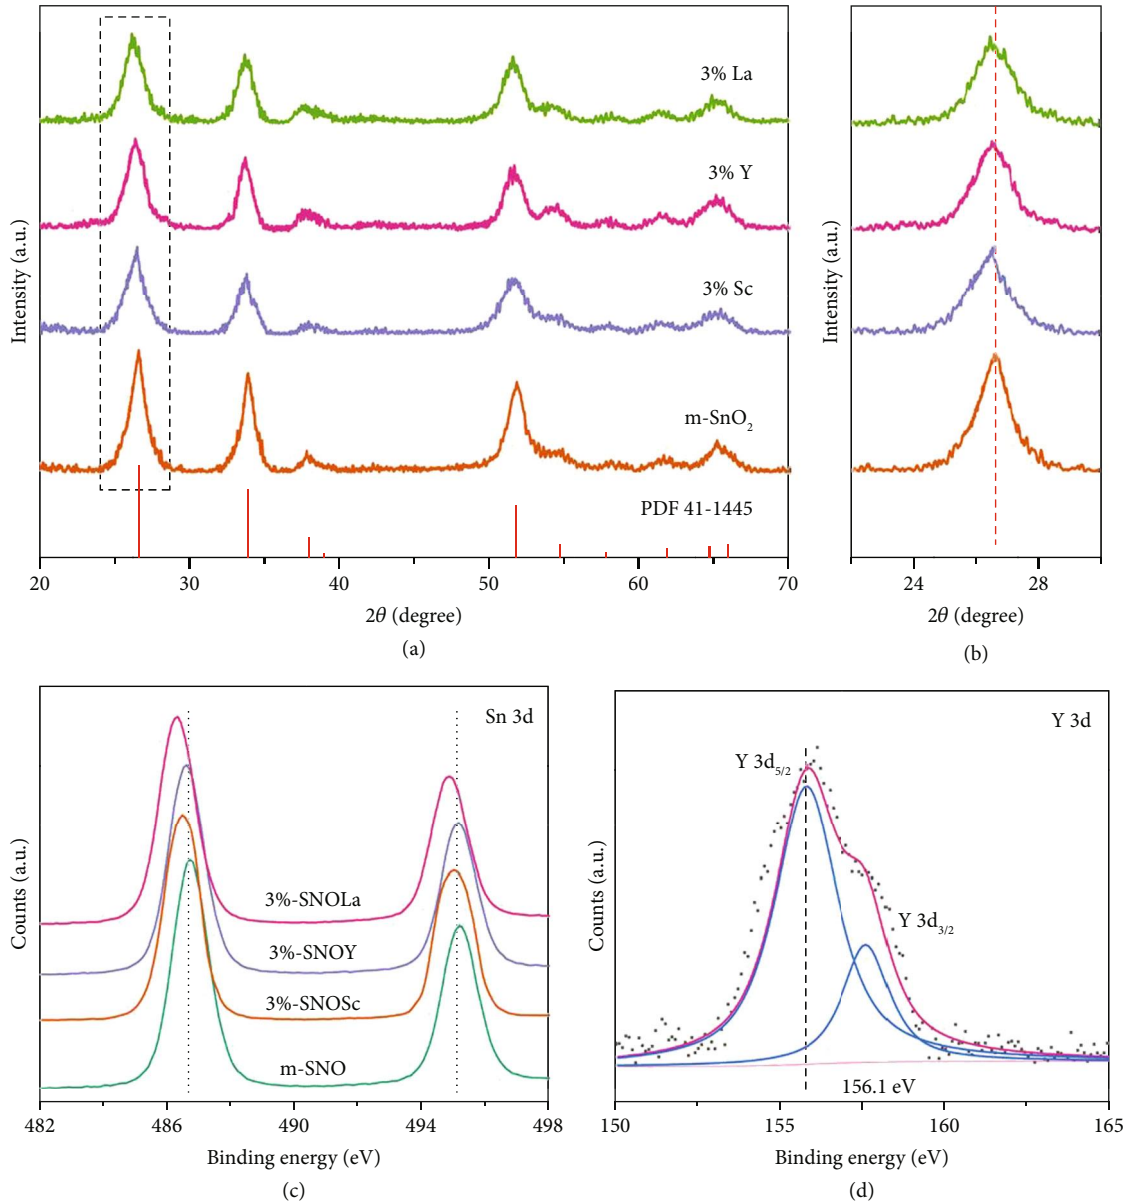 3% La
3% Y
3% Sc
m-SnO₂
PDF 41-1445
Intensity (a.u.)
20 30 40 50 60 70
2θ (degree)
(a)
Intensity (a.u.)
24 28
2θ (degree)
(b)
Sn 3d
3%-SNOLa
3%-SNOY
3%-SNOSc
m-SNO
Counts (a.u.)
482 486 490 494 498
Binding energy (eV)
(c)
Y 3d
Y 3d₅/₂
Y 3d₃/₂
156.1 eV
Counts (a.u.)
150 155 160 165
Binding energy (eV)
(d)